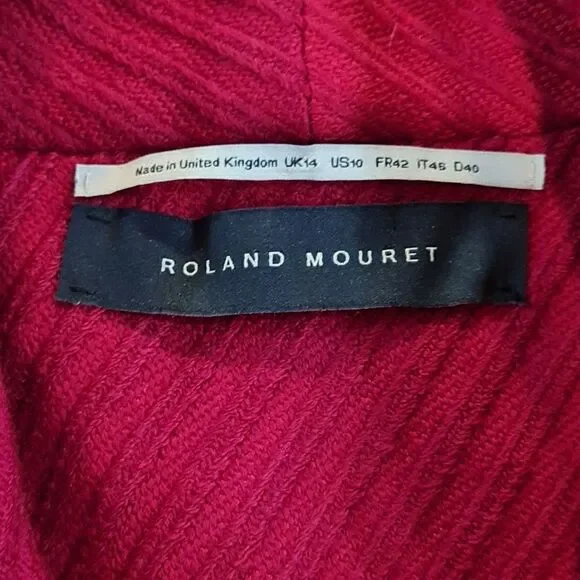 Made in United Kingdom UK14 US10 FR42 IT46 D40
ROLAND MOURET